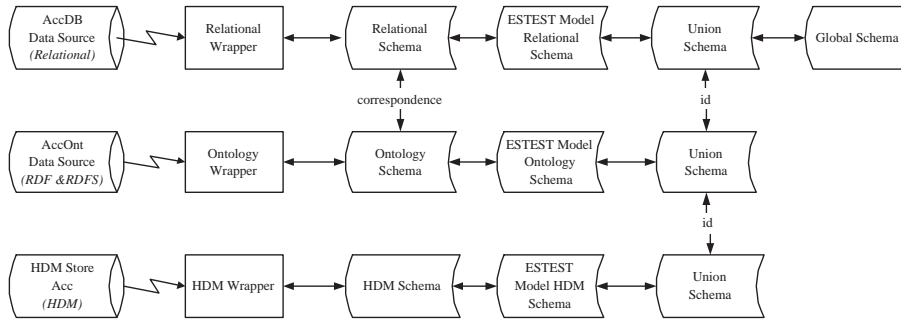 AccDB
Data Source
(Relational)
Relational
Wrapper
Relational
Schema
ESTEST Model
Relational
Schema
Union
Schema
Global Schema
correspondence
id
AccOnt
Data Source
(RDF &RDFS)
Ontology
Wrapper
Ontology
Schema
ESTEST Model
Ontology
Schema
Union
Schema
id
HDM Store
Acc
(HDM)
HDM Wrapper
HDM Schema
ESTEST
Model HDM
Schema
Union
Schema